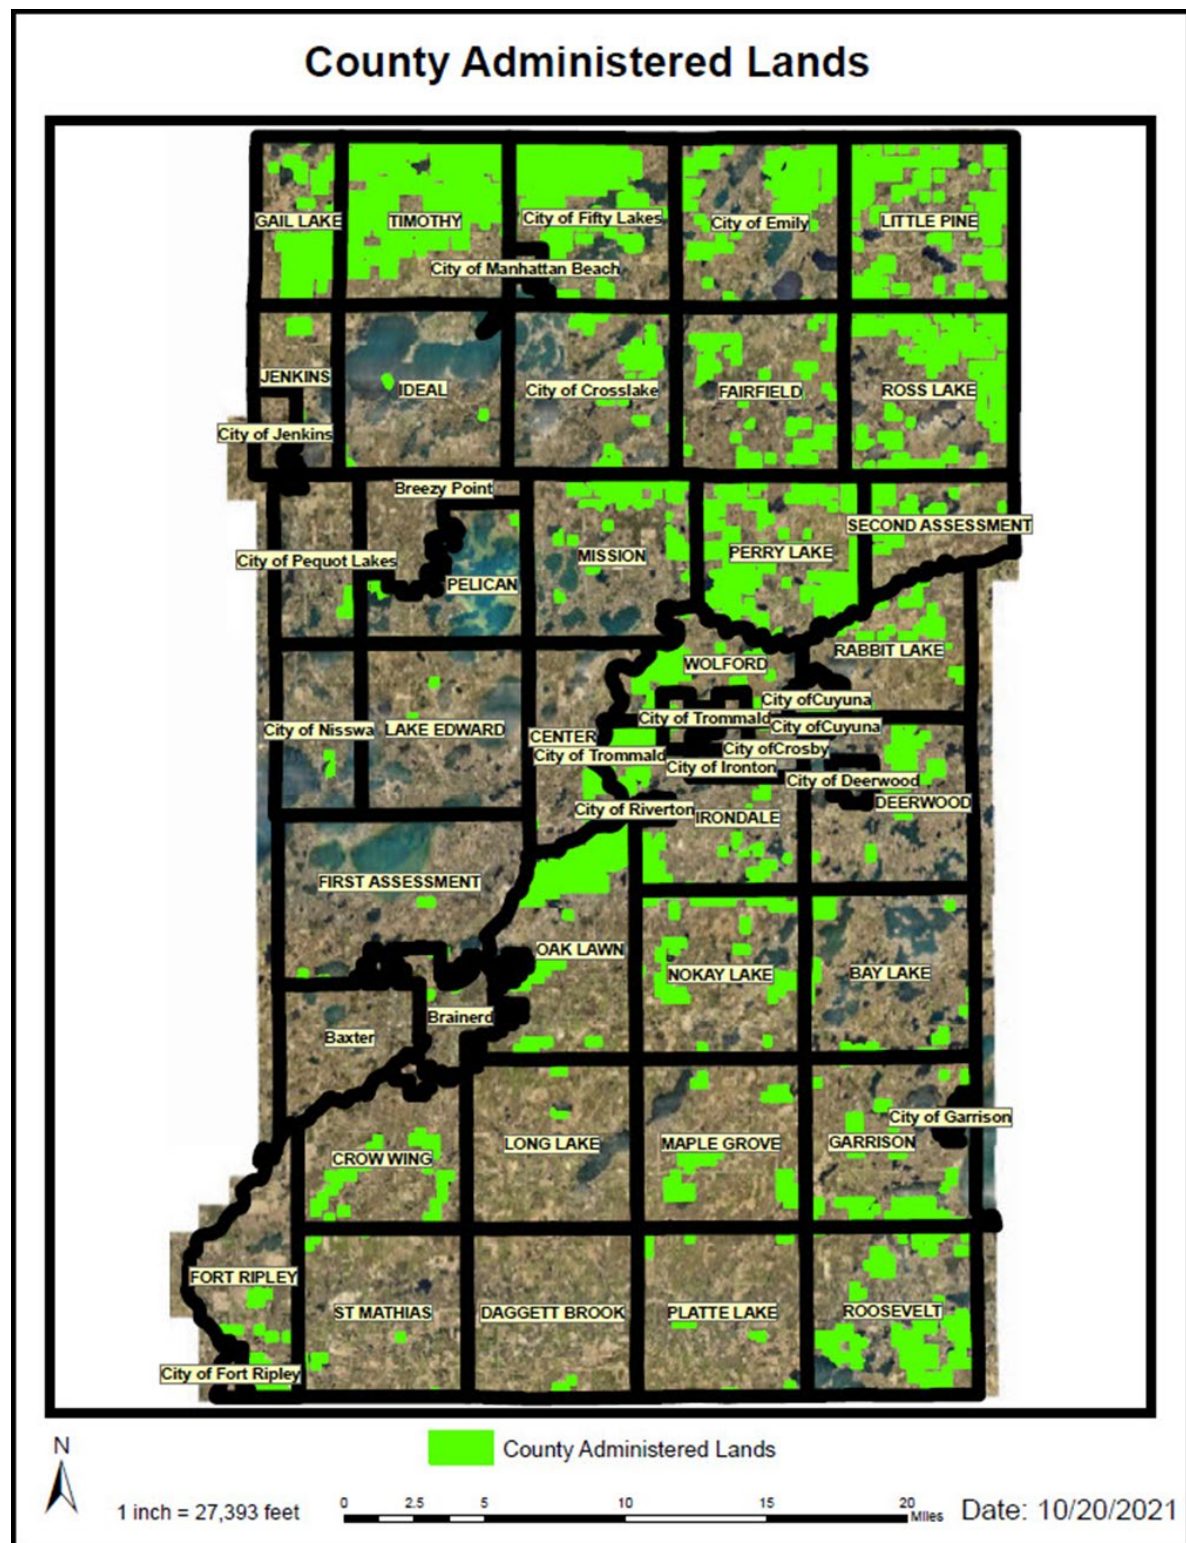 County Administered Lands
GAIL LAKE
TIMOTHY
City of Fifty Lakes
City of Emily
LITTLE PINE
City of Manhattan Beach
JENKINS
IDEAL
City of Crosslake
FAIRFIELD
ROSS LAKE
City of Jenkins
Breezy Point
SECOND ASSESSMENT
City of Pequot Lakes
MISSION
PERRY LAKE
PELICAN
WOLFORD
RABBIT LAKE
City ofCuyuna
City of Trommald
City ofCuyuna
City of Nisswa
LAKE EDWARD
CENTER
City of Trommald
City ofCrosby
City of Ironton
City of Deerwood
City of Riverton
IRONDALE
DEERWOOD
FIRST ASSESSMENT
OAK LAWN
NOKAY LAKE
BAY LAKE
Brainerd
Baxter
City of Garrison
CROW WING
LONG LAKE
MAPLE GROVE
GARRISON
FORT RIPLEY
ST MATHIAS
DAGGETT BROOK
PLATTE LAKE
ROOSEVELT
City of Fort Ripley
N
County Administered Lands
1 inch = 27,393 feet
0 2.5 5 10 15 20
Miles
Date: 10/20/2021